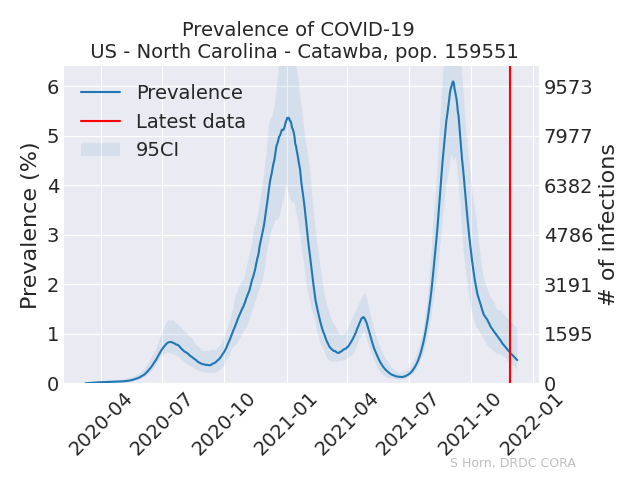 Prevalence of COVID-19
US - North Carolina - Catawba, pop. 159551
Prevalence
Latest data
95CI
Prevalence (%)
6
5
4
3
2
1
0
9573
7977
6382
4786
3191
1595
0
# of infections
2020-04
2020-07
2020-10
2021-01
2021-04
2021-07
2021-10
2022-01
S Horn, DRDC CORA